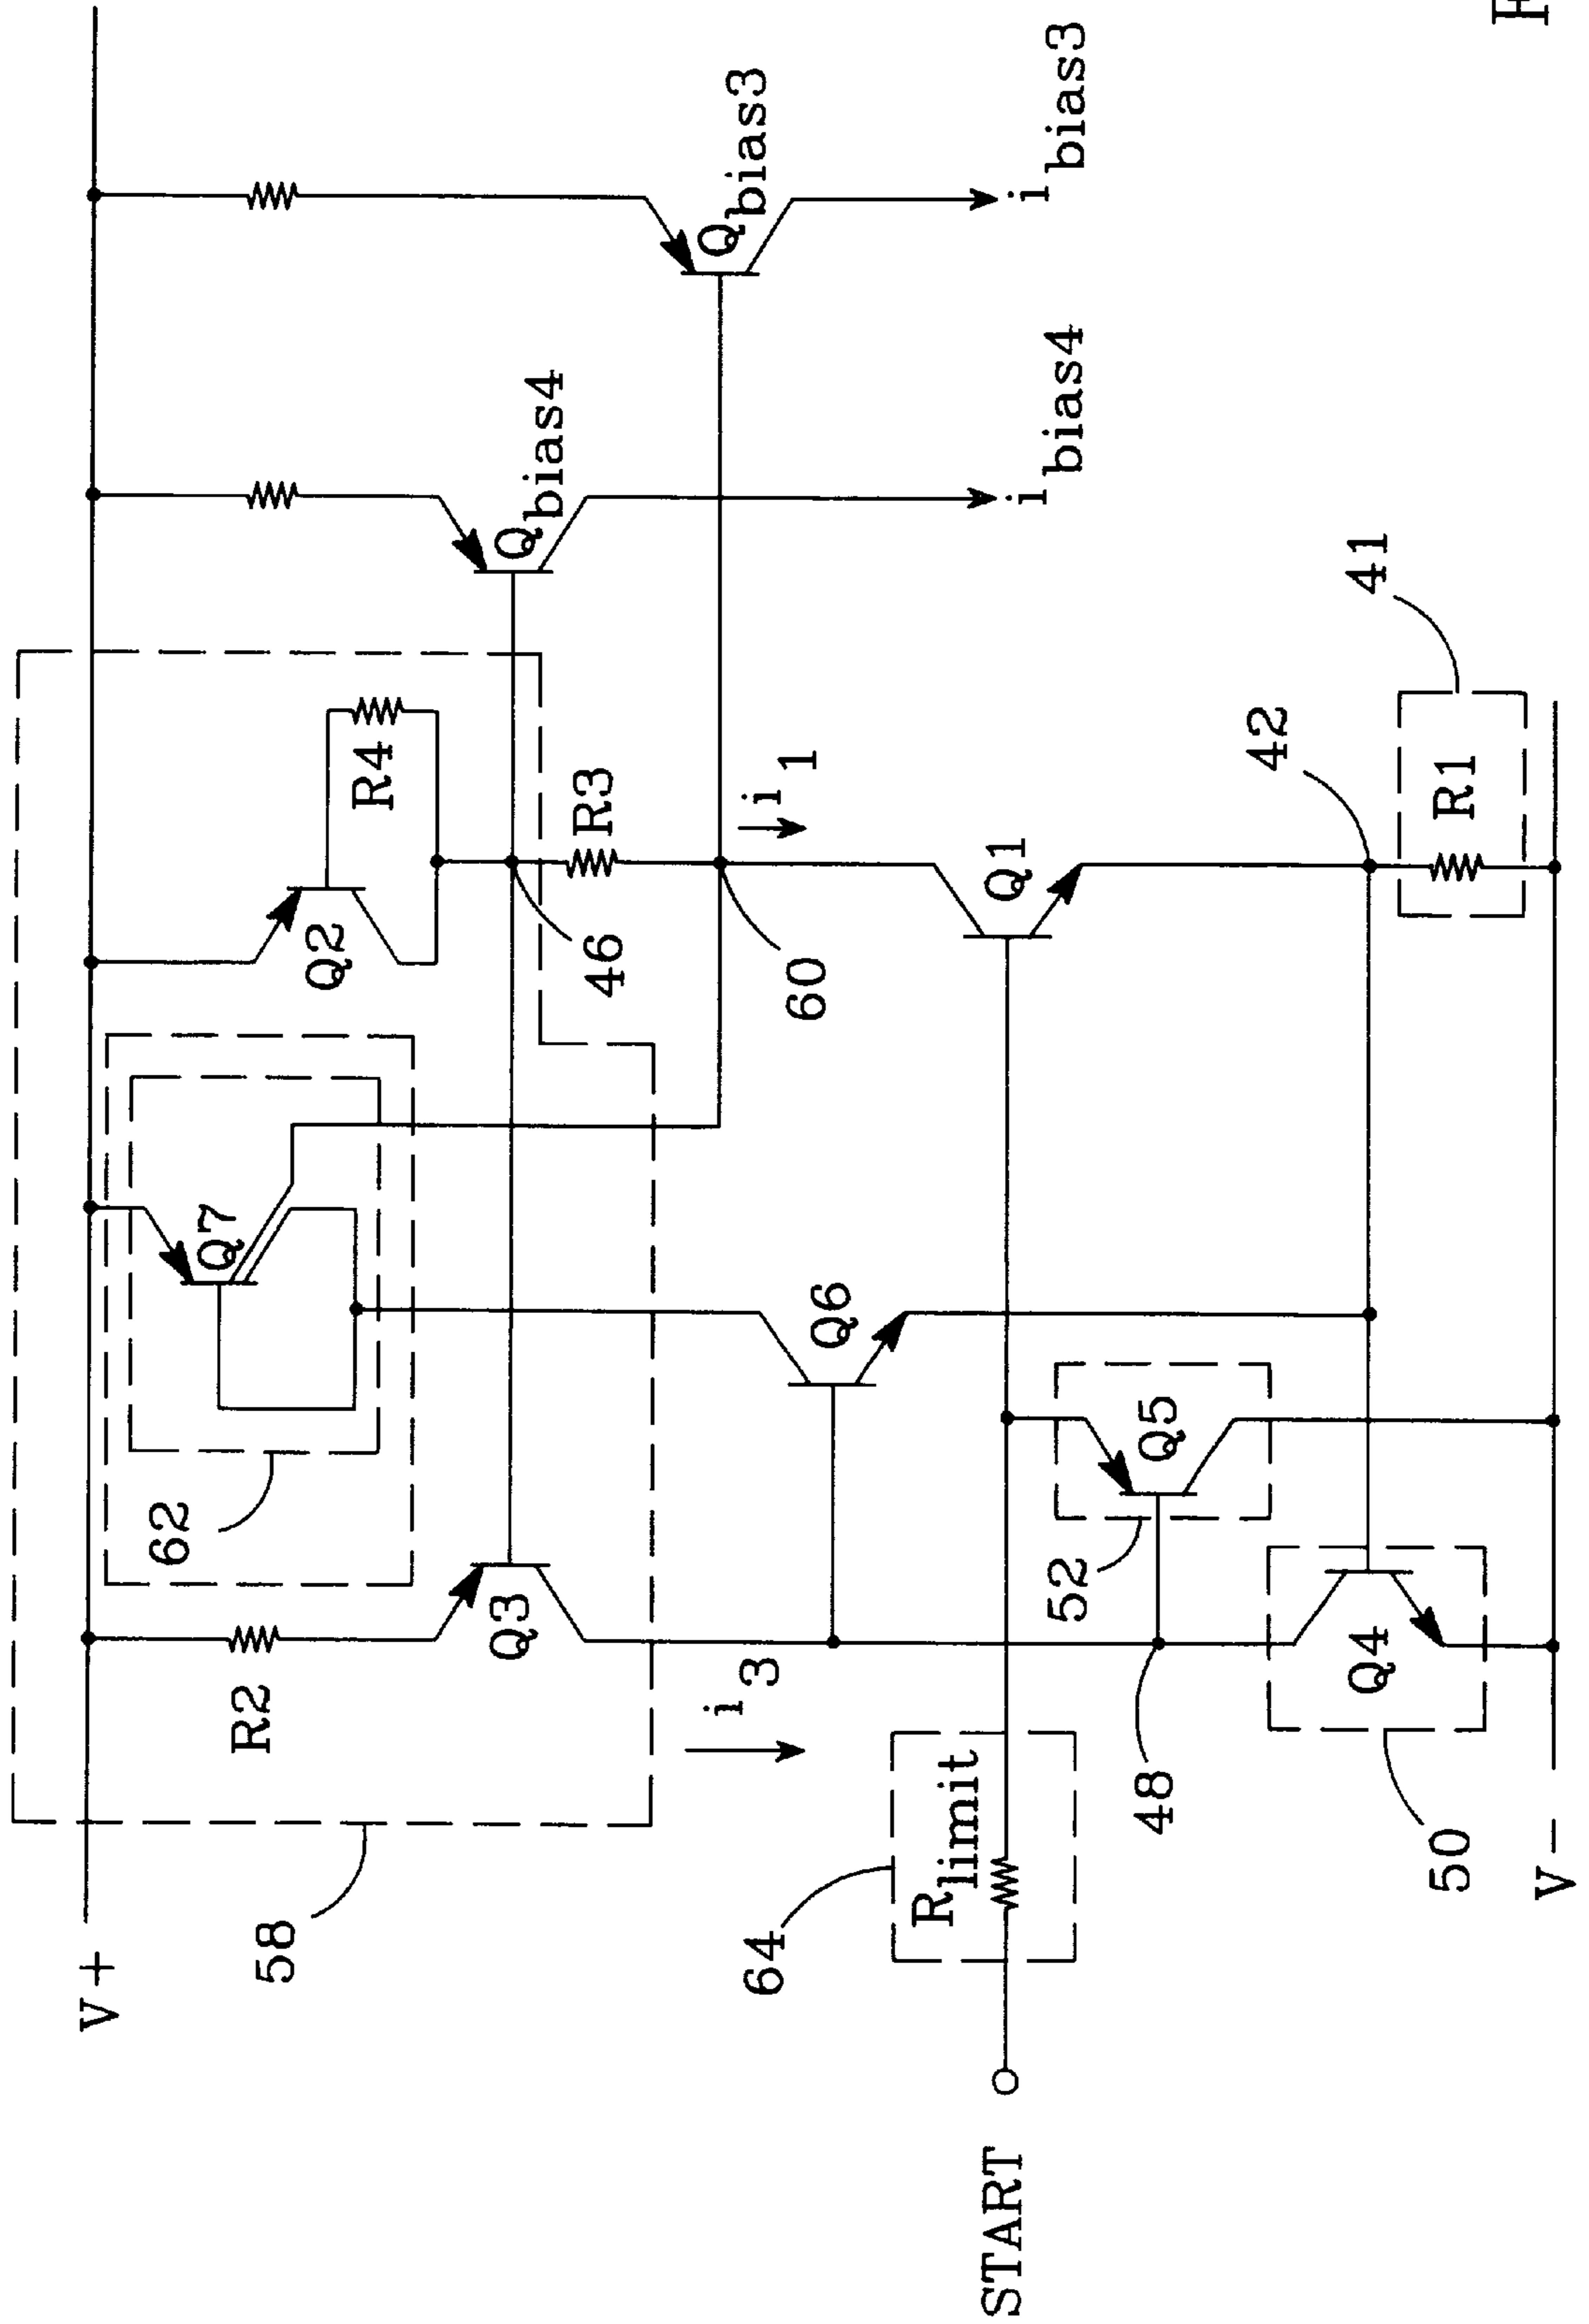 V+
58
R2
62
Q7
Q2
R4
Q3
46
R3
Qbias4
Qbias3
60
i1
i3
Q6
Q1
ibias4
ibias3
64
Rlimit
START
52
Q5
48
42
41
R1
Q4
50
V-